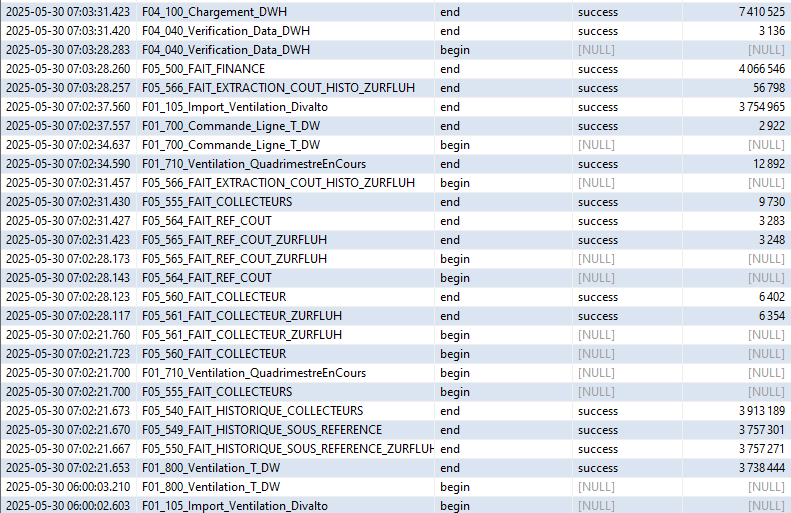 2025-05-30 07:03:31.423 F04_100_Chargement_DWH end success 7 410 525
2025-05-30 07:03:31.420 F04_040_Verification_Data_DWH end success 3 136
2025-05-30 07:03:28.283 F04_040_Verification_Data_DWH begin [NULL] [NULL]
2025-05-30 07:03:28.260 F05_500_FAIT_FINANCE end success 4 066 546
2025-05-30 07:03:28.257 F05_566_FAIT_EXTRACTION_COUT_HISTO_ZURFLUH end success 56 798
2025-05-30 07:02:37.560 F01_105_Import_Ventilation_Divalto end success 3 754 965
2025-05-30 07:02:37.557 F01_700_Commande_Ligne_T_DW end success 2 922
2025-05-30 07:02:34.637 F01_700_Commande_Ligne_T_DW begin [NULL] [NULL]
2025-05-30 07:02:34.590 F01_710_Ventilation_QuadrimestreEnCours end success 12 892
2025-05-30 07:02:31.457 F05_566_FAIT_EXTRACTION_COUT_HISTO_ZURFLUH begin [NULL] [NULL]
2025-05-30 07:02:31.430 F05_555_FAIT_COLLECTEURS end success 9 730
2025-05-30 07:02:31.427 F05_564_FAIT_REF_COUT end success 3 283
2025-05-30 07:02:31.423 F05_565_FAIT_REF_COUT_ZURFLUH end success 3 248
2025-05-30 07:02:28.173 F05_565_FAIT_REF_COUT_ZURFLUH begin [NULL] [NULL]
2025-05-30 07:02:28.143 F05_564_FAIT_REF_COUT begin [NULL] [NULL]
2025-05-30 07:02:28.123 F05_560_FAIT_COLLECTEUR end success 6 402
2025-05-30 07:02:28.117 F05_561_FAIT_COLLECTEUR_ZURFLUH end success 6 354
2025-05-30 07:02:21.760 F05_561_FAIT_COLLECTEUR_ZURFLUH begin [NULL] [NULL]
2025-05-30 07:02:21.723 F05_560_FAIT_COLLECTEUR begin [NULL] [NULL]
2025-05-30 07:02:21.700 F01_710_Ventilation_QuadrimestreEnCours begin [NULL] [NULL]
2025-05-30 07:02:21.700 F05_555_FAIT_COLLECTEURS begin [NULL] [NULL]
2025-05-30 07:02:21.673 F05_540_FAIT_HISTORIQUE_COLLECTEURS end success 3 913 189
2025-05-30 07:02:21.670 F05_549_FAIT_HISTORIQUE_SOUS_REFERENCE end success 3 757 301
2025-05-30 07:02:21.667 F05_550_FAIT_HISTORIQUE_SOUS_REFERENCE_ZURFLUH end success 3 757 271
2025-05-30 07:02:21.653 F01_800_Ventilation_T_DW end success 3 738 444
2025-05-30 06:00:03.210 F01_800_Ventilation_T_DW begin [NULL] [NULL]
2025-05-30 06:00:02.603 F01_105_Import_Ventilation_Divalto begin [NULL] [NULL]